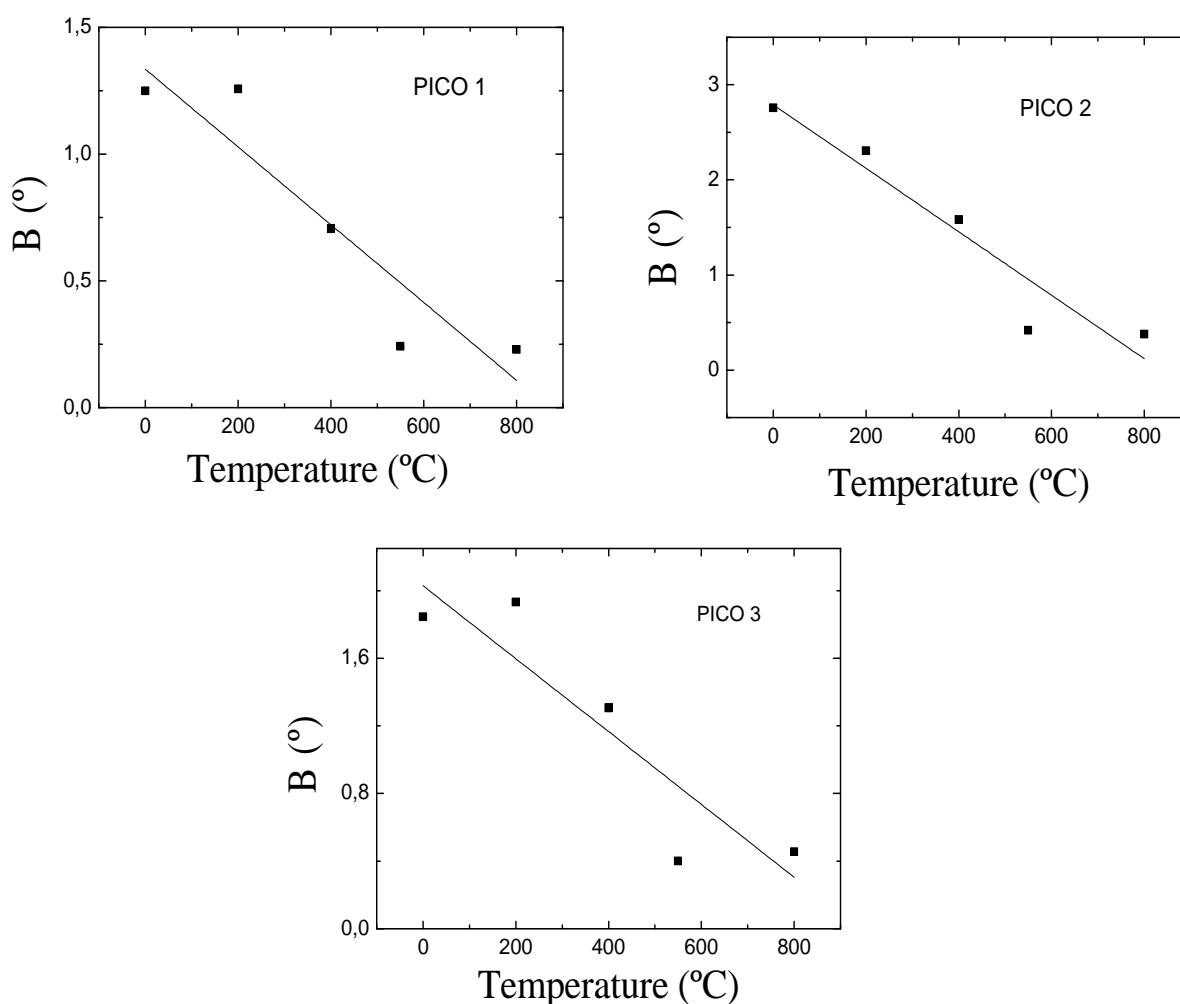 PICO 1
B (º)
1,5
1,0
0,5
0,0
0 200 400 600 800
Temperature (ºC)
PICO 2
B (º)
3
2
1
0
0 200 400 600 800
Temperature (ºC)
PICO 3
B (º)
1,6
0,8
0,0
0 200 400 600 800
Temperature (ºC)